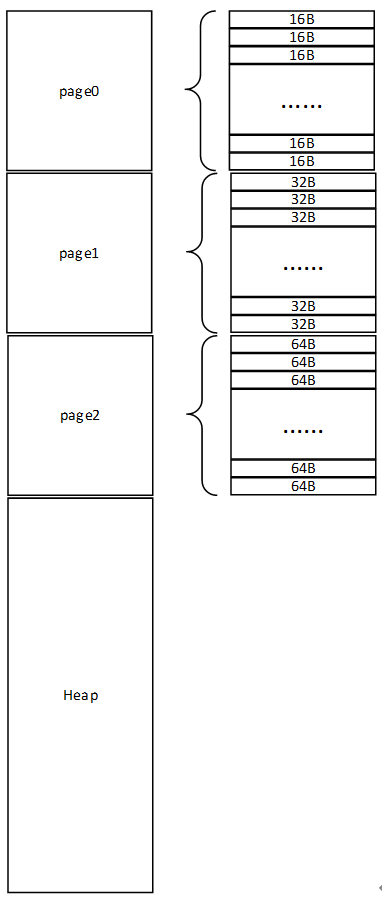 page0
16B
16B
16B
......
16B
16B
page1
32B
32B
32B
......
32B
32B
page2
64B
64B
64B
......
64B
64B
Heap